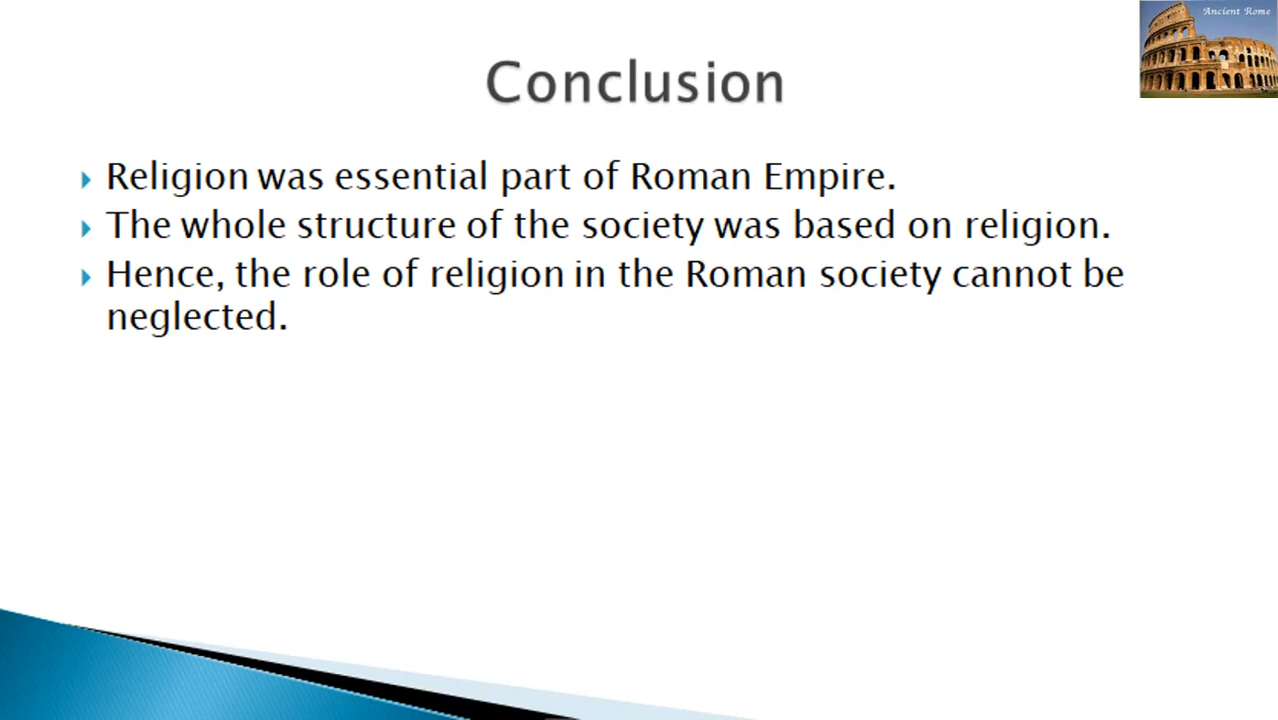 Ancient Rome
Conclusion
Religion was essential part of Roman Empire.
The whole structure of the society was based on religion.
Hence, the role of religion in the Roman society cannot be
neglected.